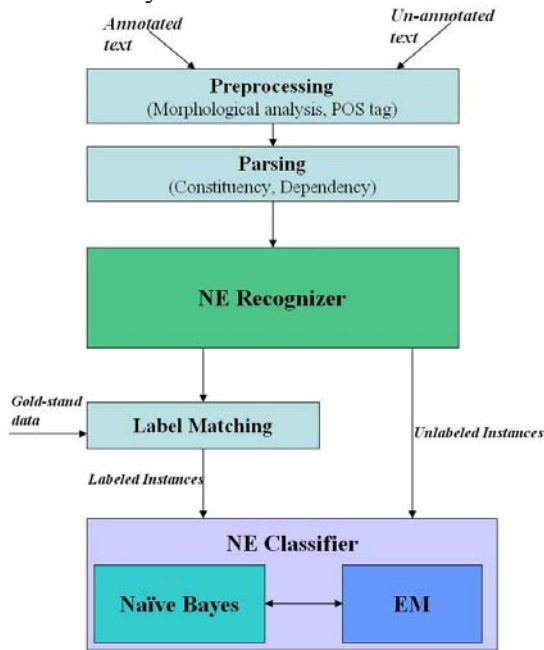 Annotated
text
Un-annotated
text
Preprocessing
(Morphological analysis, POS tag)
Parsing
(Constituency, Dependency)
NE Recognizer
Gold-stand
data
Label Matching
Unlabeled Instances
Labeled Instances
NE Classifier
Naïve Bayes
EM